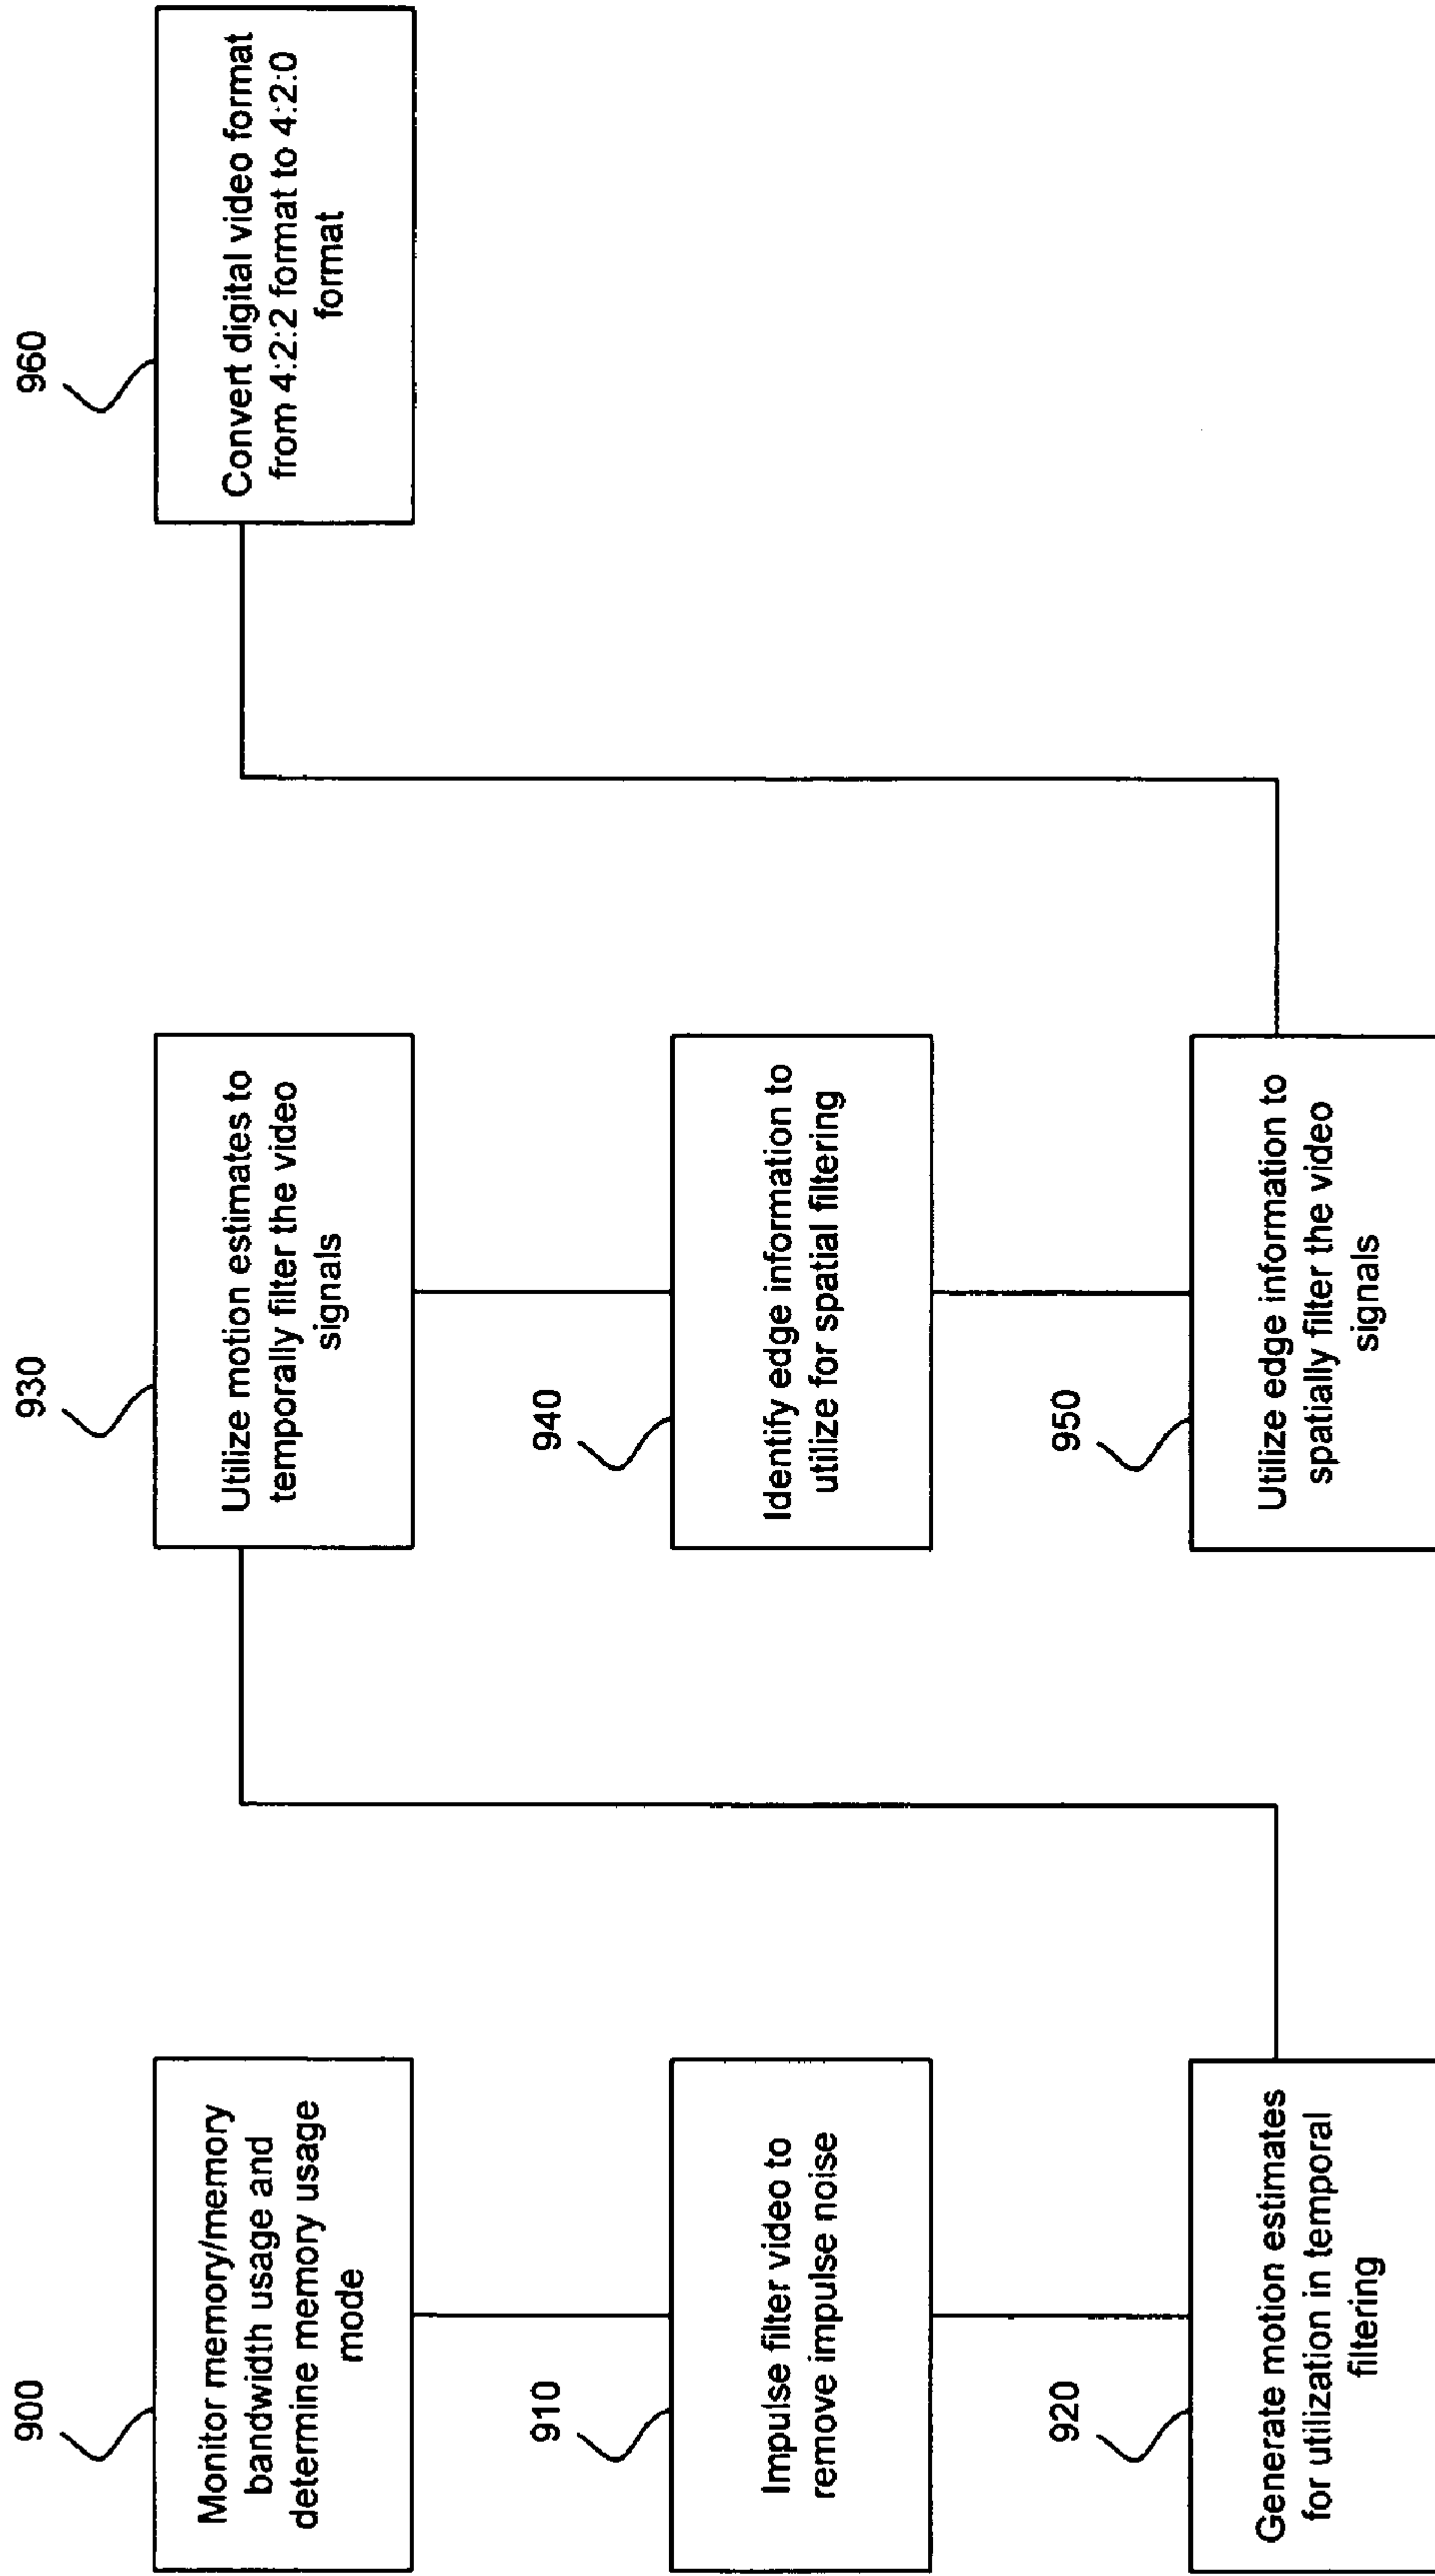 900
Monitor memory/memory
bandwidth usage and
determine memory usage
mode
910
Impulse filter video to
remove impulse noise
920
Generate motion estimates
for utilization in temporal
filtering
930
Utilize motion estimates to
temporally filter the video
signals
940
Identify edge information to
utilize for spatial filtering
950
Utilize edge information to
spatially filter the video
signals
960
Convert digital video format
from 4:2:2 format to 4:2:0
format